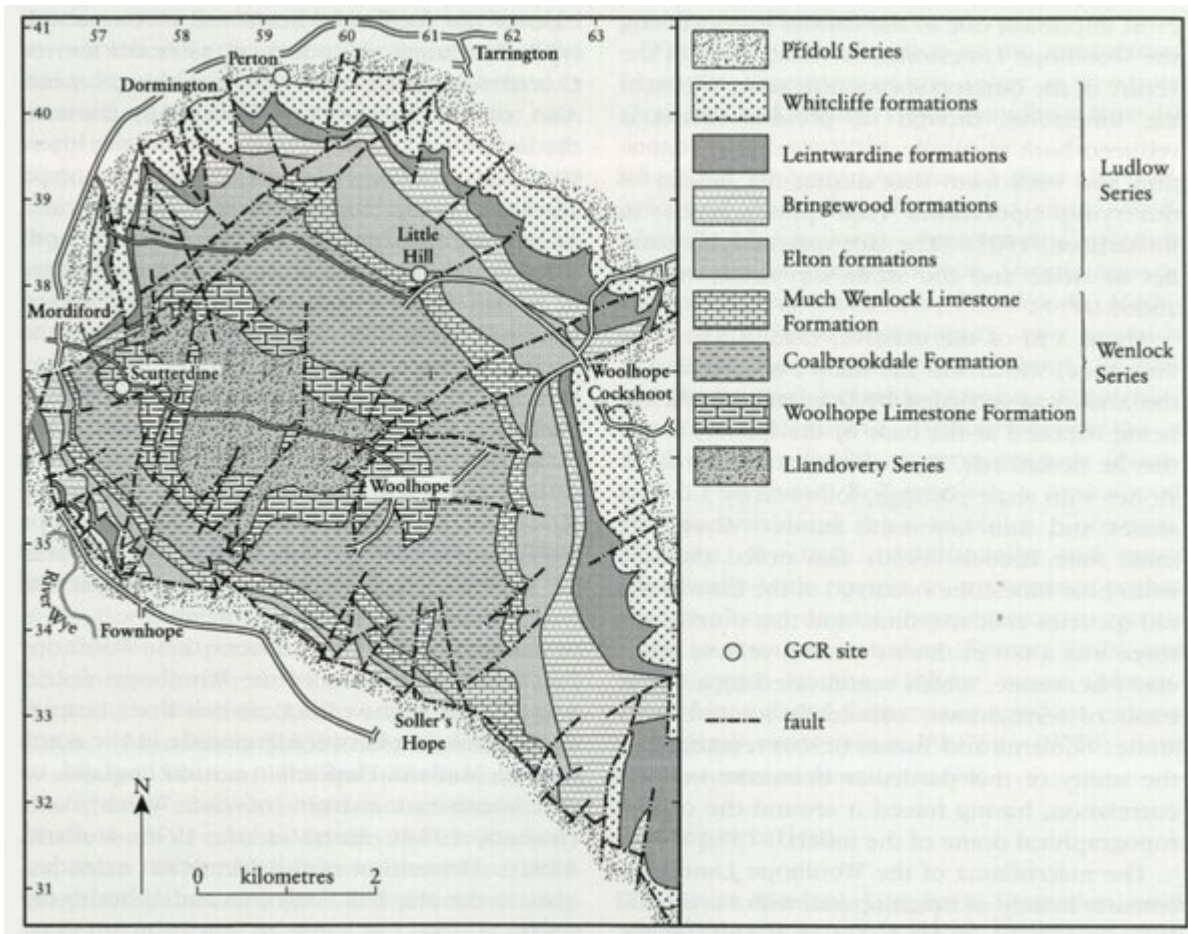 41
57
58
59
60
61
62
63
Perton
Tarrington
Dormington
40
39
Little
Hill
38
Mordiford
Scutterdine
Woolhope
Cockshoot
Woolhope
35
River Wye
34
Fownhope
33
Soller's
Hope
32
N
31
0 kilometres 2
Přídolf Series
Whitcliffe formations
Leintwardine formations
Bringewood formations
Elton formations
Ludlow
Series
Much Wenlock Limestone
Formation
Coalbrookdale Formation
Woolhope Limestone Formation
Wenlock
Series
Llandovery Series
GCR site
fault